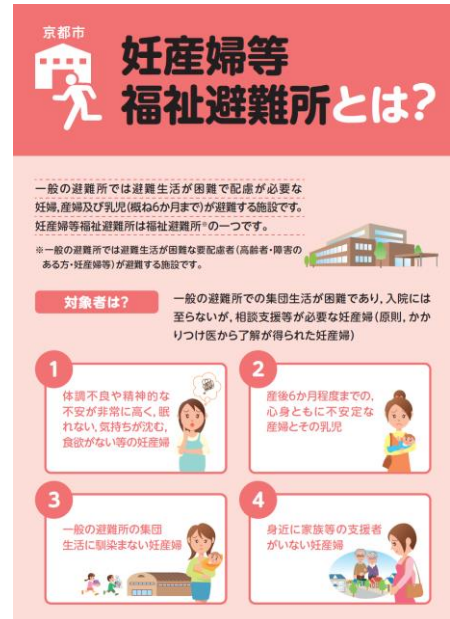 京都市
妊産婦等
福祉避難所とは?
一般の避難所では避難生活が困難で配慮が必要な
妊婦,産婦及び乳児(概ね6か月まで)が避難する施設です。
妊産婦等福祉避難所は福祉避難所※の一つです。
※一般の避難所では避難生活が困難な要配慮者(高齢者・障害の
ある方・妊産婦等)が避難する施設です。
対象者は?
一般の避難所での集団生活が困難であり,入院には
至らないが,相談支援等が必要な妊産婦(原則,かか
りつけ医から了解が得られた妊産婦)
1
体調不良や精神的な
不安が非常に高く,眠
れない,気持ちが沈む,
食欲がない等の妊産婦
2
産後6か月程度までの,
心身ともに不安定な
産婦とその乳児
3
一般の避難所の集団
生活に馴染まない妊産婦
4
身近に家族等の支援者
がいない妊産婦